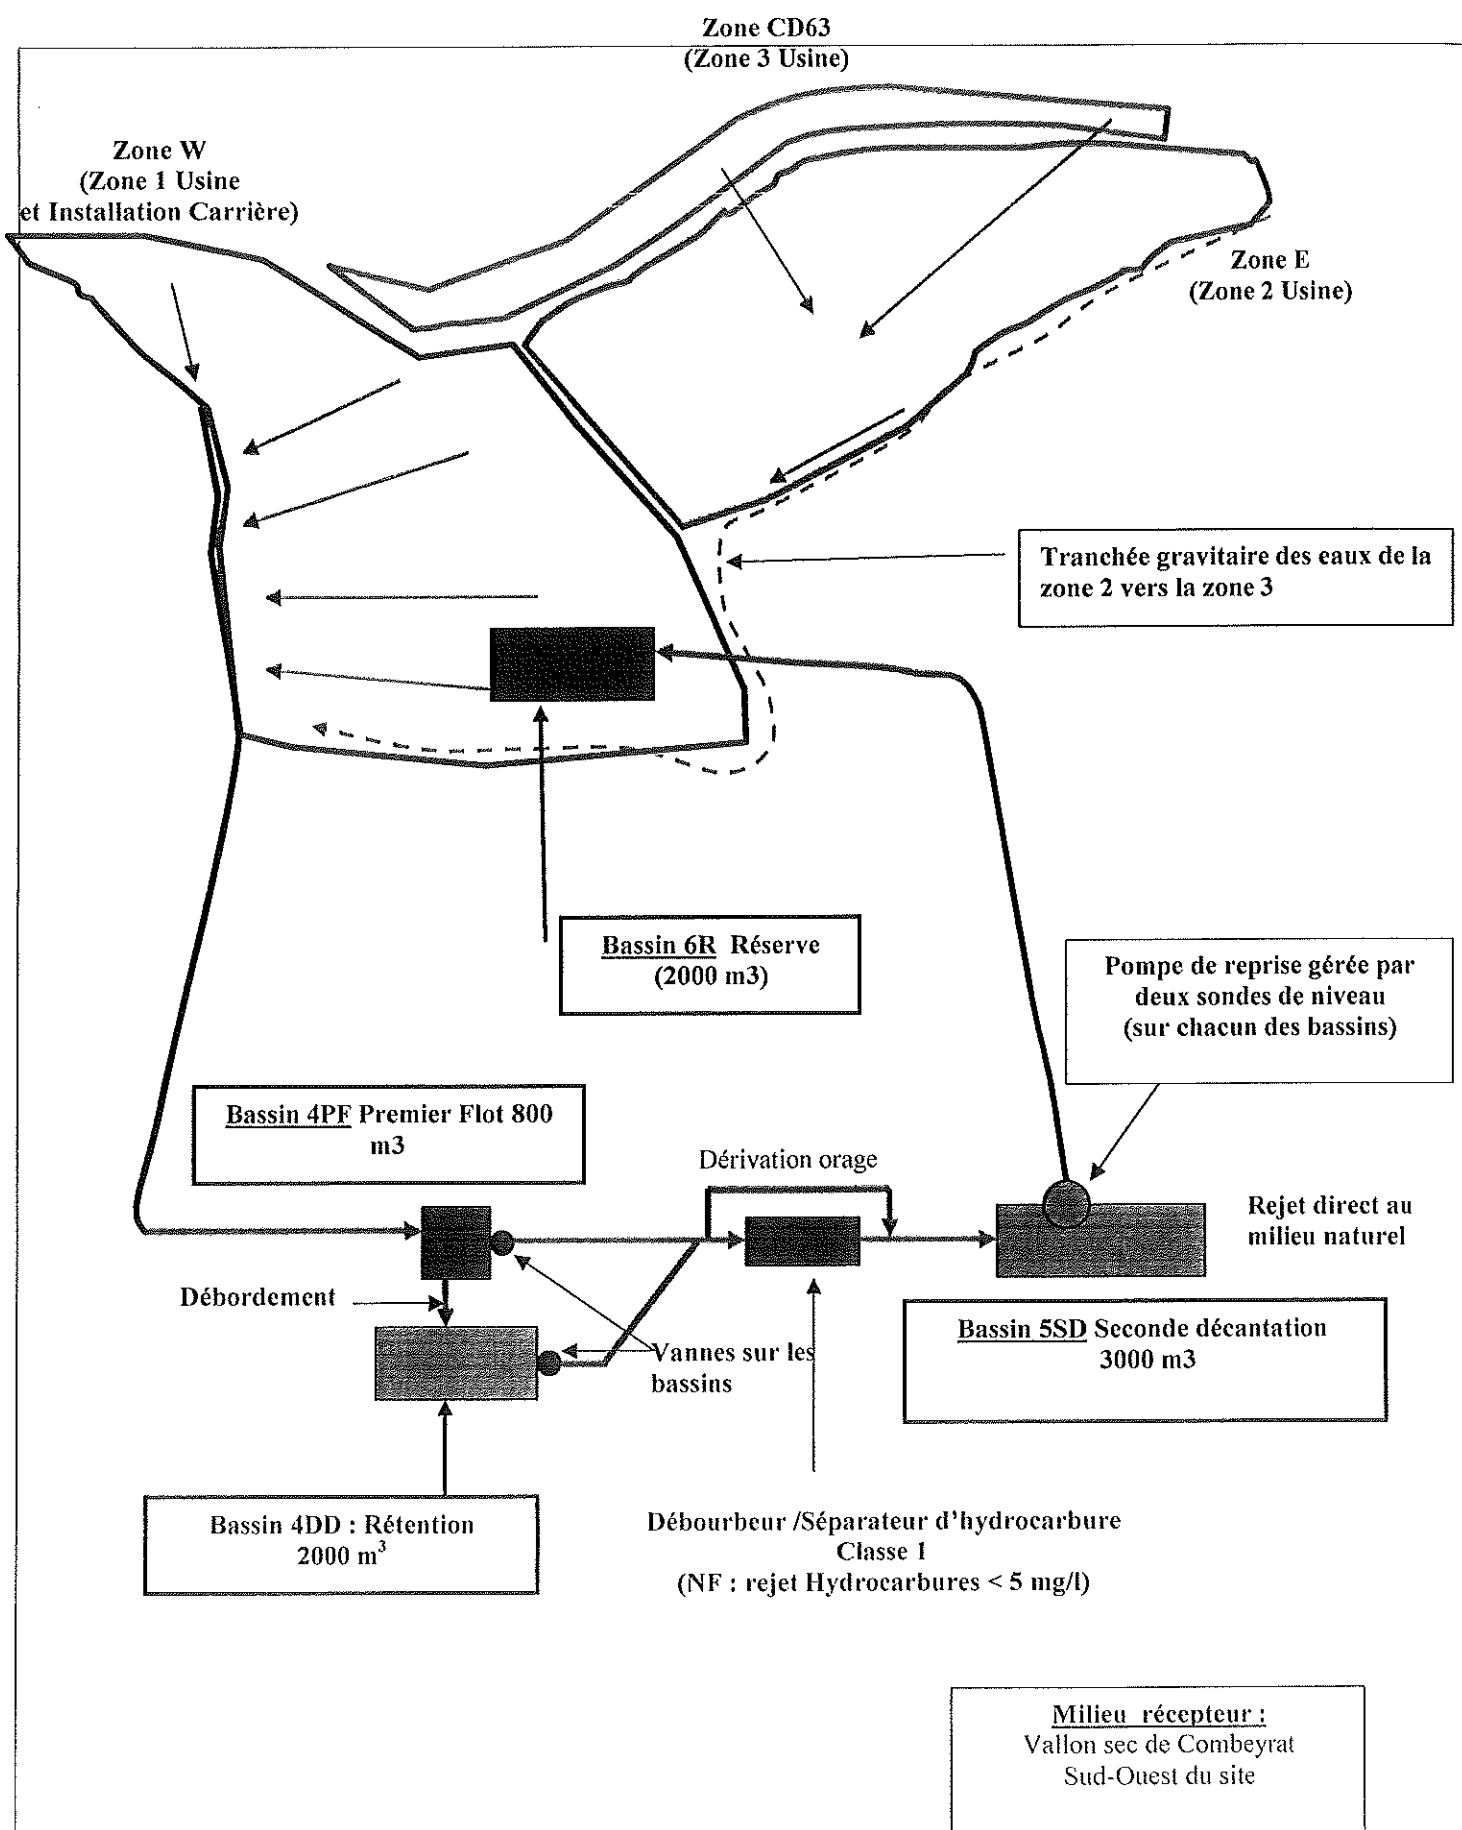 Zone CD63
(Zone 3 Usine)
Zone W
(Zone 1 Usine
et Installation Carrière)
Zone E
(Zone 2 Usine)
Tranchée gravitaire des eaux de la
zone 2 vers la zone 3
Bassin 6R Réserve
(2000 m3)
Pompe de reprise gérée par
deux sondes de niveau
(sur chacun des bassins)
Bassin 4PF Premier Flot 800
m3
Dérivation orage
Rejet direct au
milieu naturel
Débordement
Vannes sur les
bassins
Bassin 5SD Seconde décantation
3000 m3
Bassin 4DD : Rétention
2000 m³
Débourbeur /Séparateur d'hydrocarbure
Classe 1
(NF : rejet Hydrocarbures < 5 mg/l)
Milieu récepteur :
Vallon sec de Combeyrat
Sud-Ouest du site